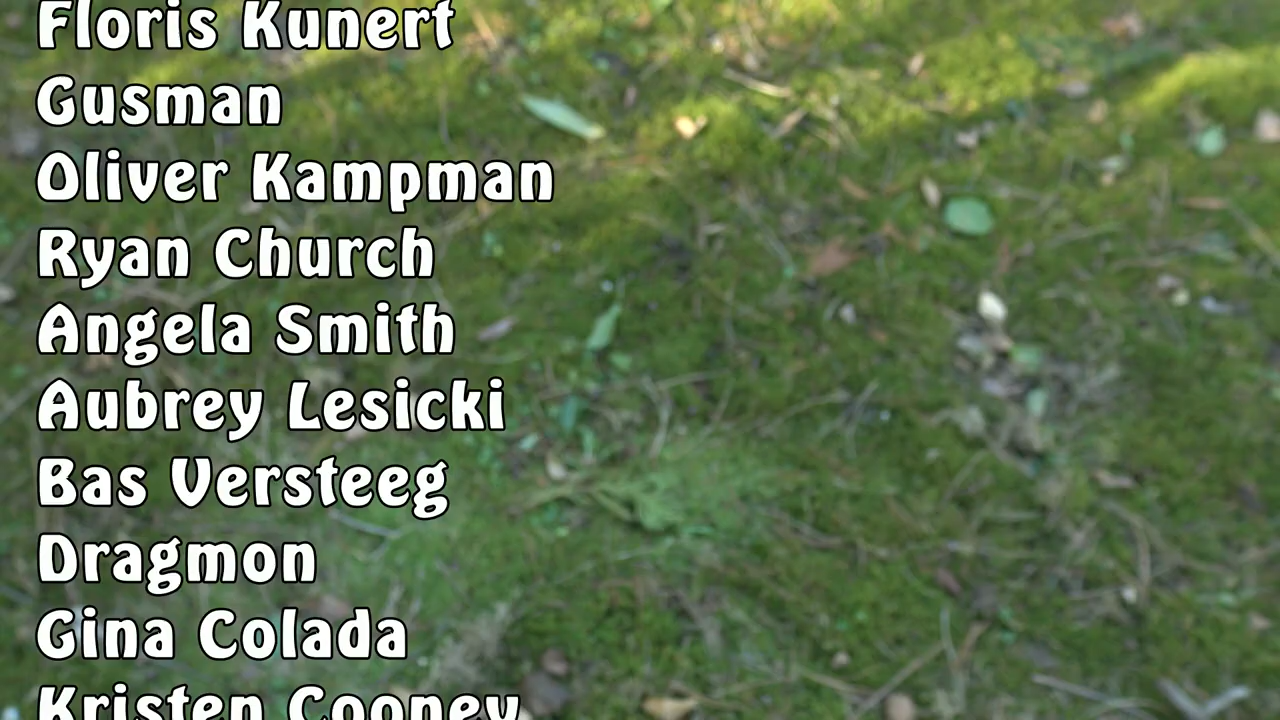 Floris Kunert
Gusman
Oliver Kampman
Ryan Church
Angela Smith
Aubrey Lesicki
Bas Versteeg
Dragmon
Gina Colada
Kristen Cooney